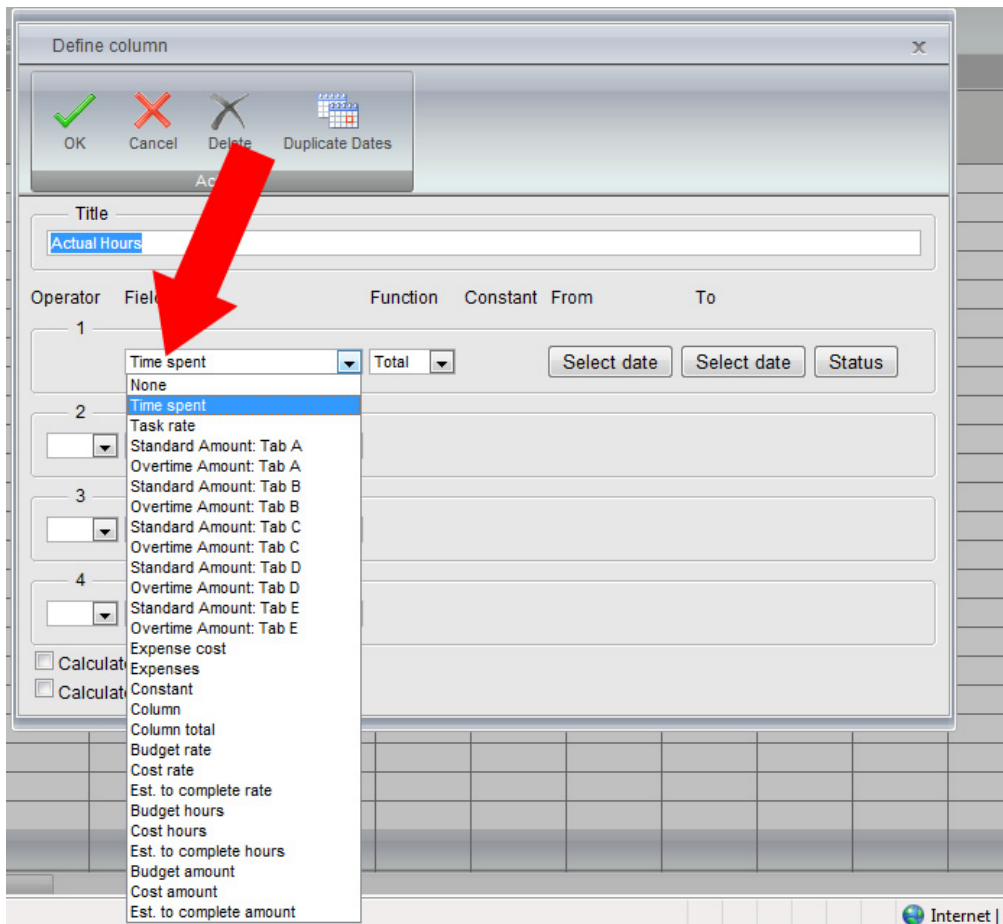 Define column x
OK Cancel Delete Duplicate Dates
Title
Actual Hours
Operator Function Constant From To
1
Time spent Total Select date Select date Status
None
Time spent
2
Task rate
Standard Amount: Tab A
Overtime Amount: Tab A
Standard Amount: Tab B
3
Overtime Amount: Tab B
Standard Amount: Tab C
Overtime Amount: Tab C
Standard Amount: Tab D
4
Overtime Amount: Tab D
Standard Amount: Tab E
Overtime Amount: Tab E
Expense cost
Expenses
Constant
Column
Column total
Budget rate
Cost rate
Est. to complete rate
Budget hours
Cost hours
Est. to complete hours
Budget amount
Cost amount
Est. to complete amount
Internet